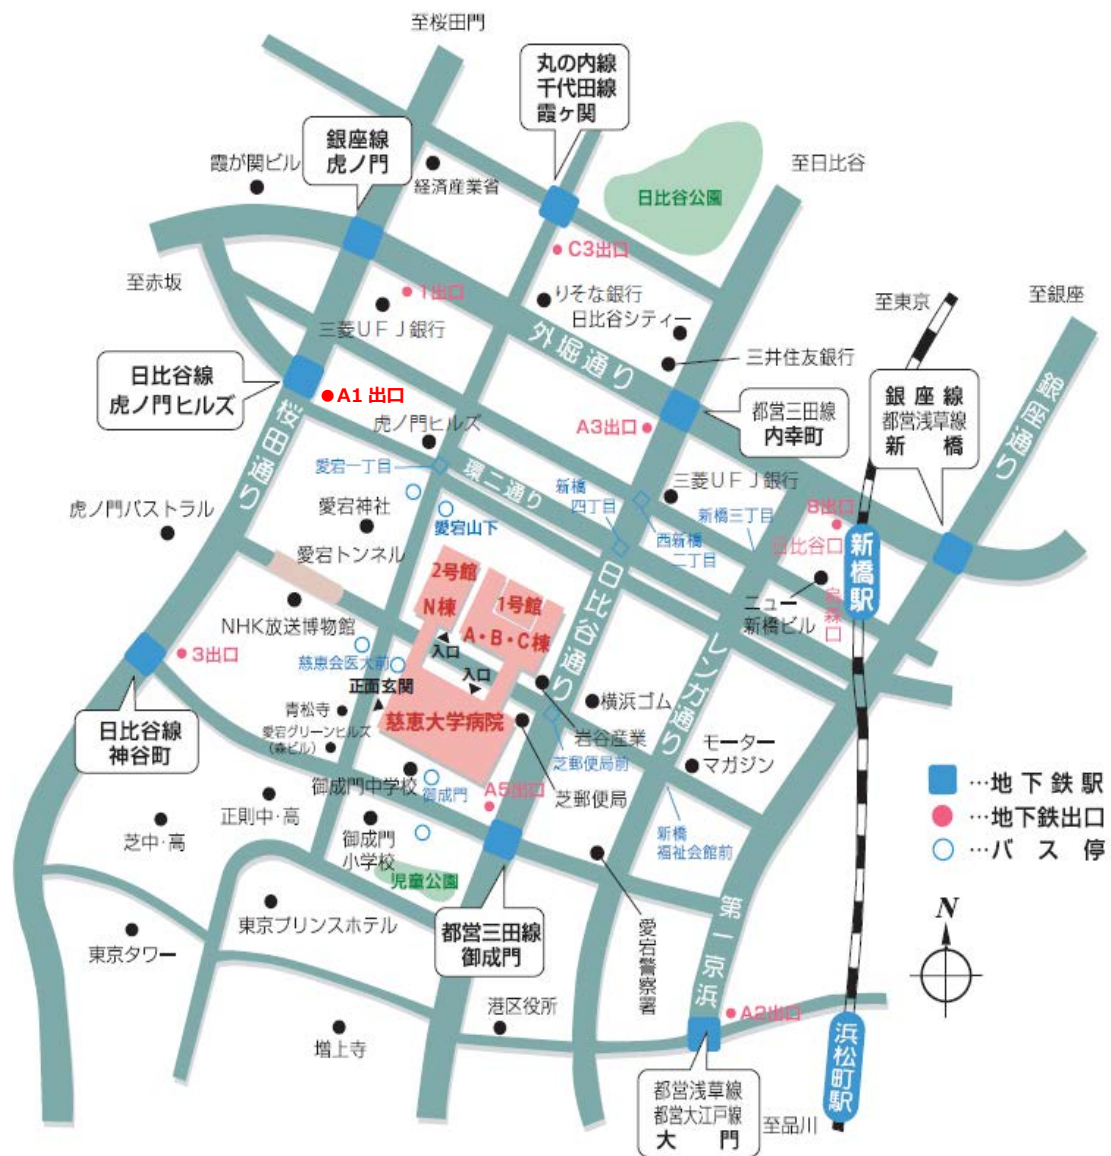 至桜田門
丸の内線
千代田線
霞ヶ関
銀座線
虎ノ門
霞が関ビル
経済産業省
日比谷公園
至日比谷
C3出口
至赤坂
1出口
りそな銀行
日比谷シティー
三菱UFJ銀行
外堀通り
三井住友銀行
至東京
至銀座
日比谷線
虎ノ門ヒルズ
A1 出口
桜田通り
虎ノ門ヒルズ
A3出口
都営三田線
内幸町
銀座線
都営浅草線
新橋
銀座通り
愛宕一丁目
環二通り
新橋
四丁目
三菱UFJ銀行
新橋三丁目
8出口
日比谷口
虎ノ門パストラル
愛宕神社
愛宕山下
西新橋
二丁目
新橋駅
愛宕トンネル
2号館
N棟
1号館
A・B・C棟
日比谷通り
ニュー
新橋ビル
烏森口
NHK放送博物館
入口
入口
レンガ通り
3出口
慈恵会医大前
正面玄関
慈恵大学病院
横浜ゴム
青松寺
愛宕グリーンヒルズ
(森ビル)
岩谷産業
芝郵便局前
モーター
マガジン
日比谷線
神谷町
御成門中学校
御成門
A5出口
芝郵便局
…地下鉄駅
…地下鉄出口
…バス停
正則中・高
芝中・高
御成門
小学校
新橋
福祉会館前
児童公園
東京プリンスホテル
都営三田線
御成門
愛宕警察署
第一京浜
N
東京タワー
港区役所
A2出口
増上寺
浜松町駅
都営浅草線
都営大江戸線
大門
至品川